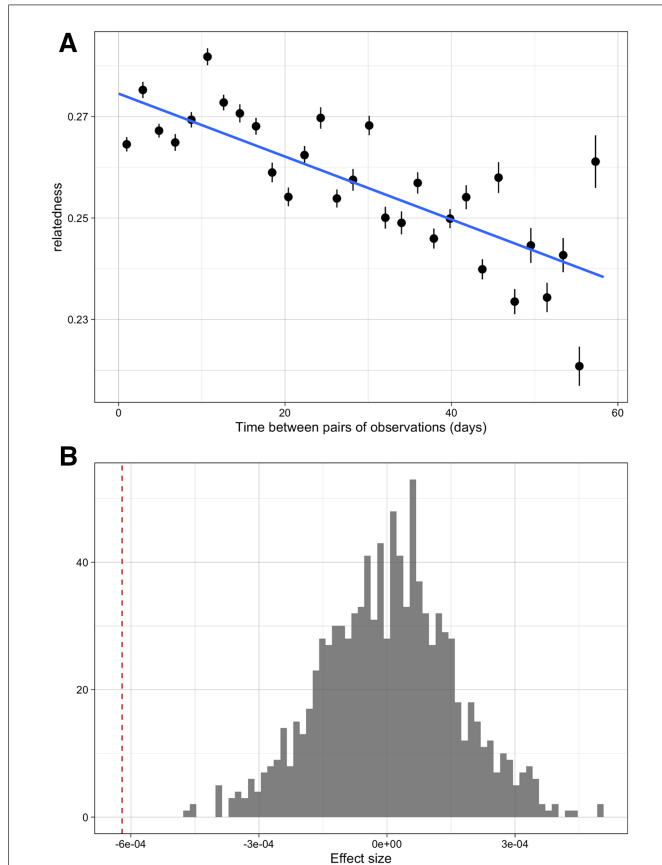 A
0.27
0.25
0.23
relatedness
0
20
40
60
Time between pairs of observations (days)
B
40
20
0
-6e-04
-3e-04
0e+00
3e-04
Effect size